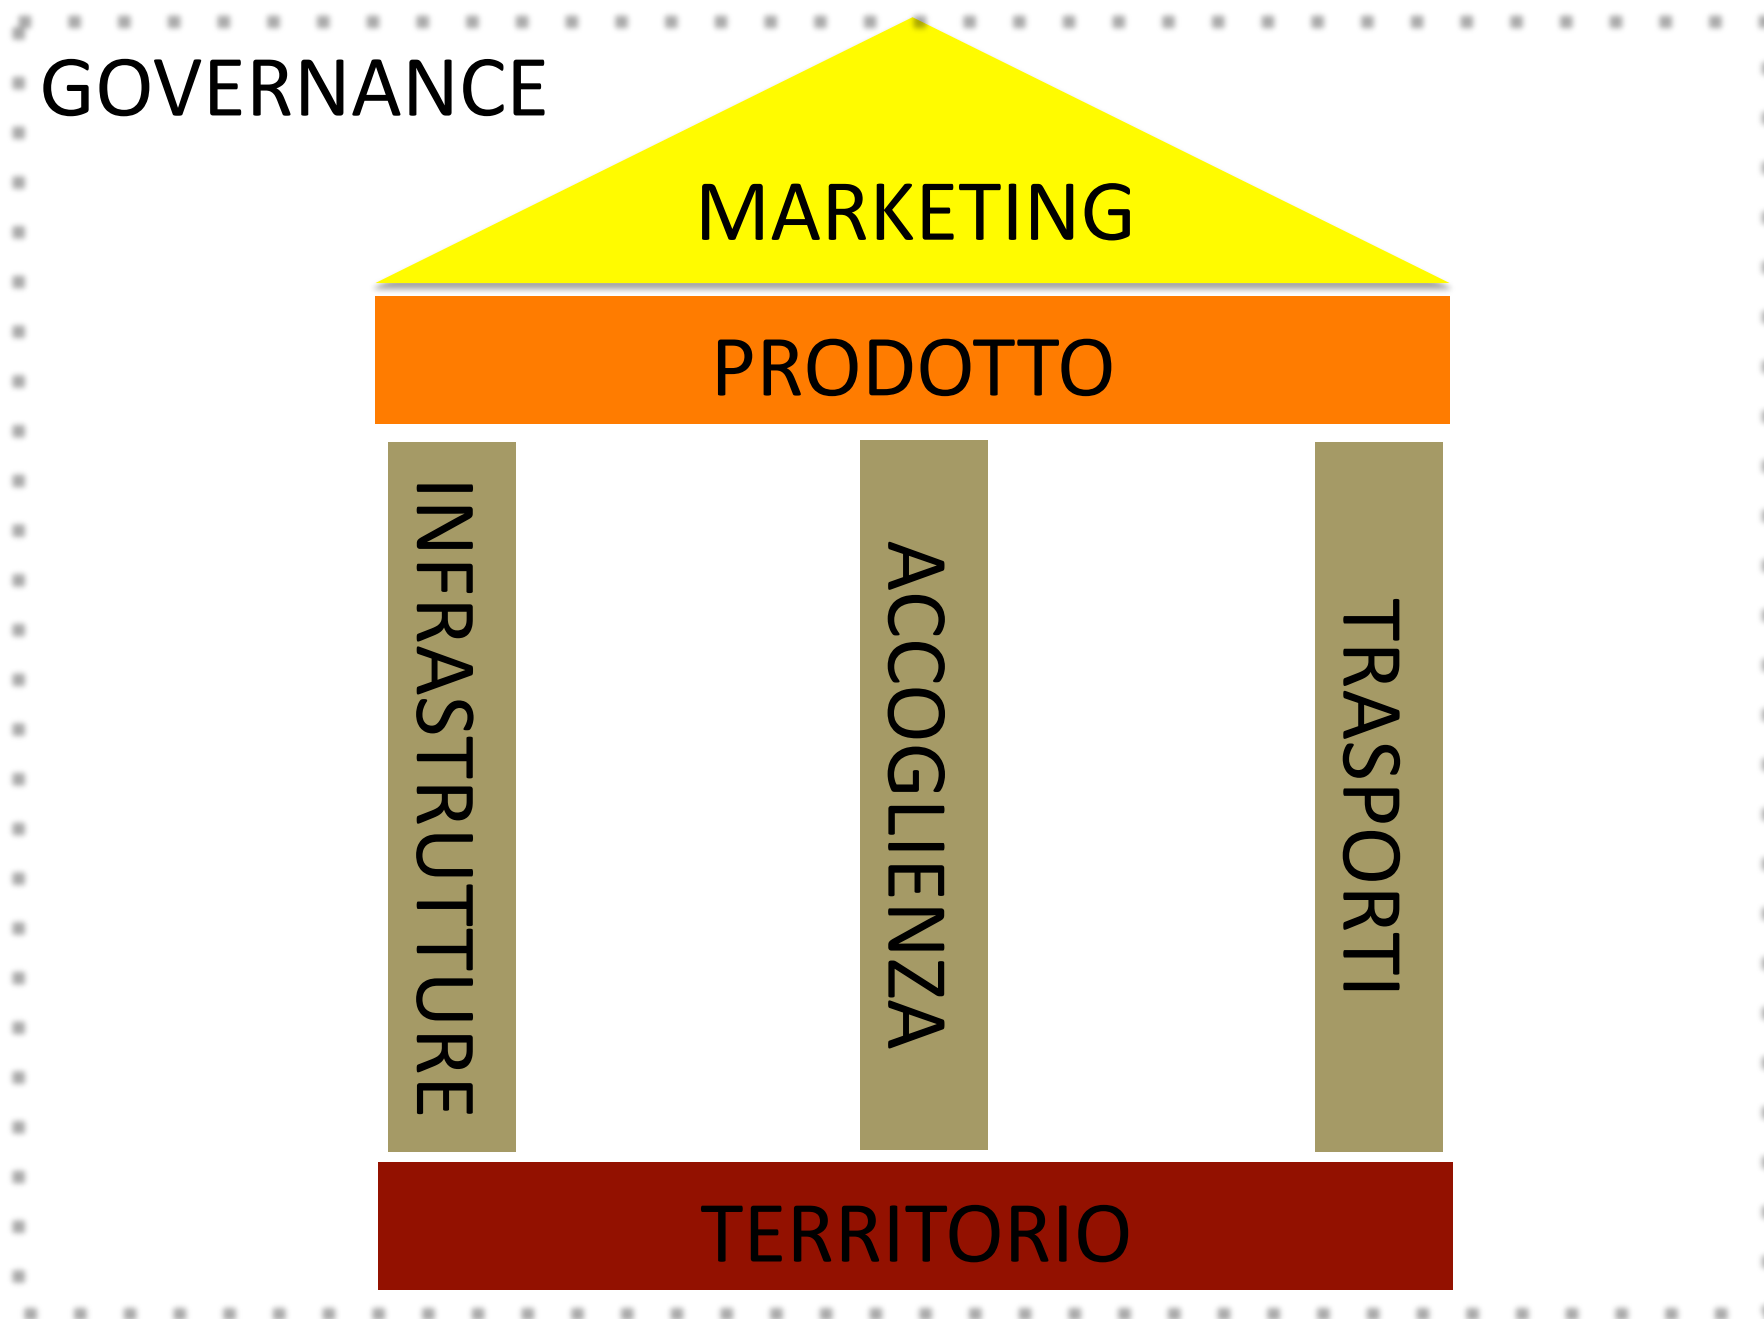 GOVERNANCE
MARKETING
PRODOTTO
INFRASTRUTTURE
ACCOGLIENZA
TRASPORTI
TERRITORIO